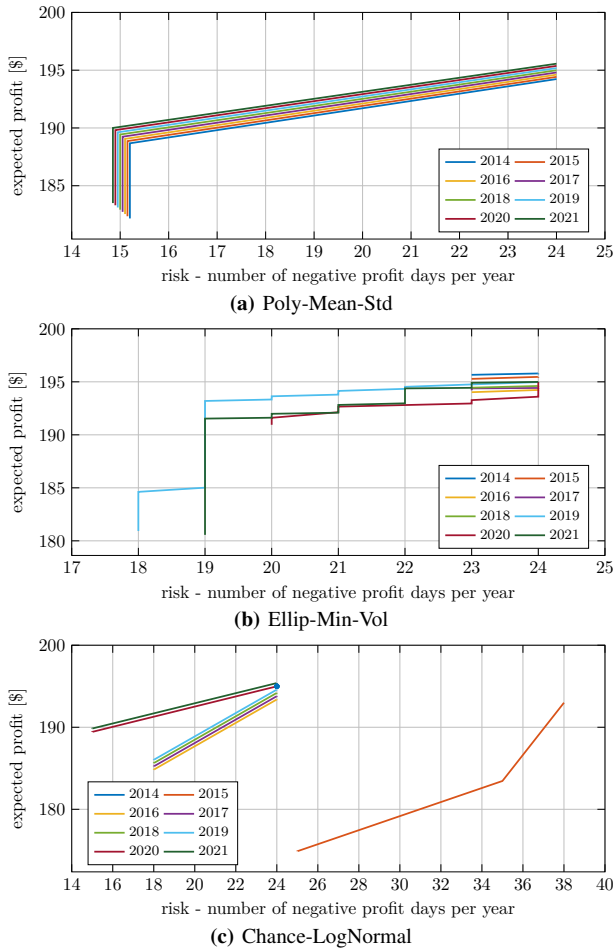 200
195
190
185
expected profit [$]
2014 2015
2016 2017
2018 2019
2020 2021
14 15 16 17 18 19 20 21 22 23 24 25
risk - number of negative profit days per year
(a) Poly-Mean-Std
200
195
190
185
180
expected profit [$]
2014 2015
2016 2017
2018 2019
2020 2021
17 18 19 20 21 22 23 24 25
risk - number of negative profit days per year
(b) Ellip-Min-Vol
200
190
180
expected profit [$]
2014 2015
2016 2017
2018 2019
2020 2021
14 16 18 20 22 24 26 28 30 32 34 36 38 40
risk - number of negative profit days per year
(c) Chance-LogNormal